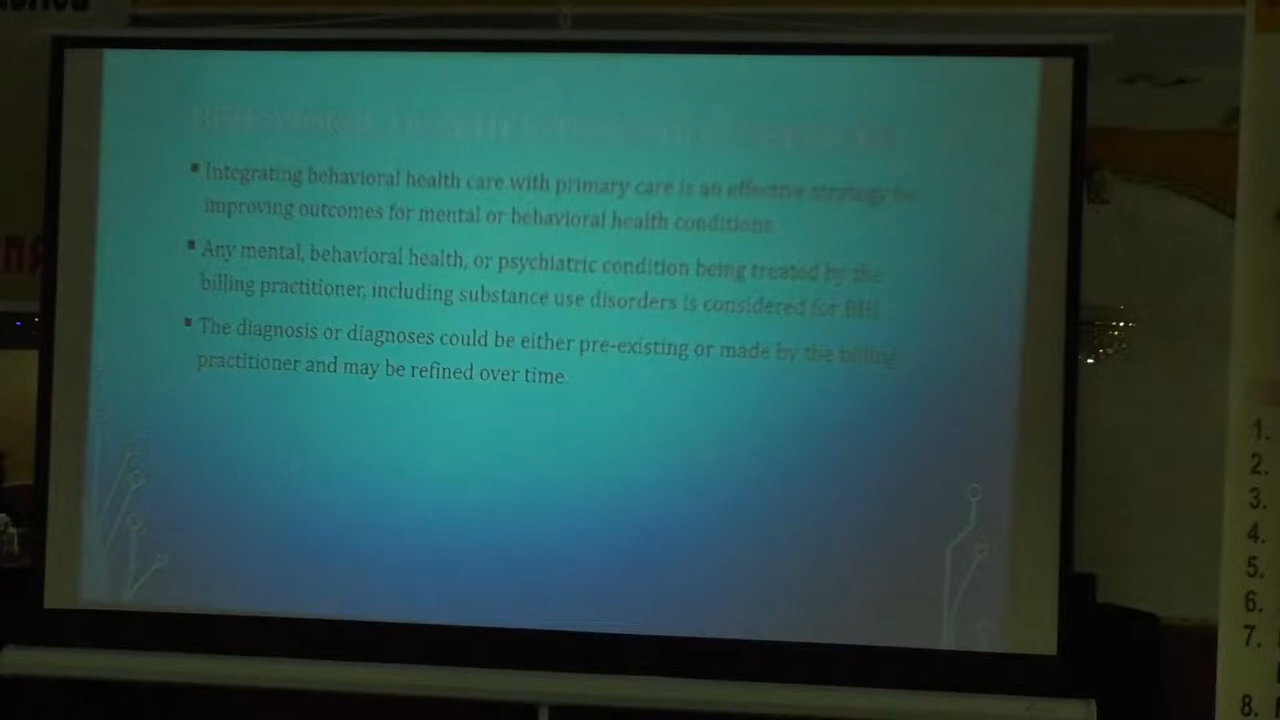 BEHAVIORAL HEALTH INTEGRATION
▪ Integrating behavioral health care with primary care is an effective strategy for
improving outcomes for mental or behavioral health conditions.
▪ Any mental, behavioral health, or psychiatric condition being treated by the
billing practitioner, including substance use disorders is considered for BHI.
▪ The diagnosis or diagnoses could be either pre-existing or made by the billing
practitioner and may be refined over time.
1.
2.
3.
4.
5.
6.
7.
8.